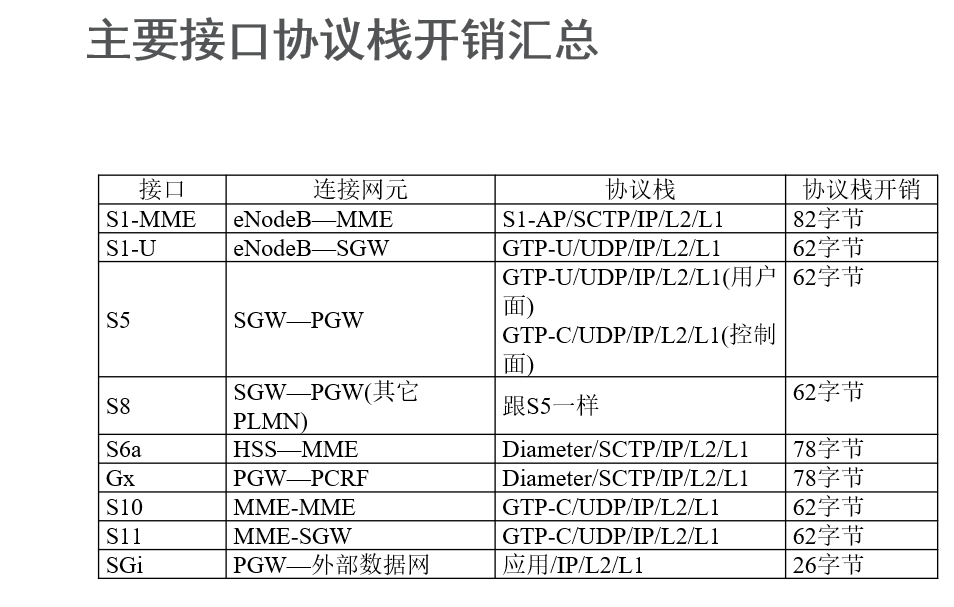 主要接口协议栈开销汇总
接口 连接网元 协议栈 协议栈开销
S1-MME eNodeB—MME S1-AP/SCTP/IP/L2/L1 82字节
S1-U eNodeB—SGW GTP-U/UDP/IP/L2/L1 62字节
S5 SGW—PGW GTP-U/UDP/IP/L2/L1(用户 62字节
面)
GTP-C/UDP/IP/L2/L1(控制
面)
S8 SGW—PGW(其它 跟S5一样 62字节
PLMN)
S6a HSS—MME Diameter/SCTP/IP/L2/L1 78字节
Gx PGW—PCRF Diameter/SCTP/IP/L2/L1 78字节
S10 MME-MME GTP-C/UDP/IP/L2/L1 62字节
S11 MME-SGW GTP-C/UDP/IP/L2/L1 62字节
SGi PGW—外部数据网 应用/IP/L2/L1 26字节